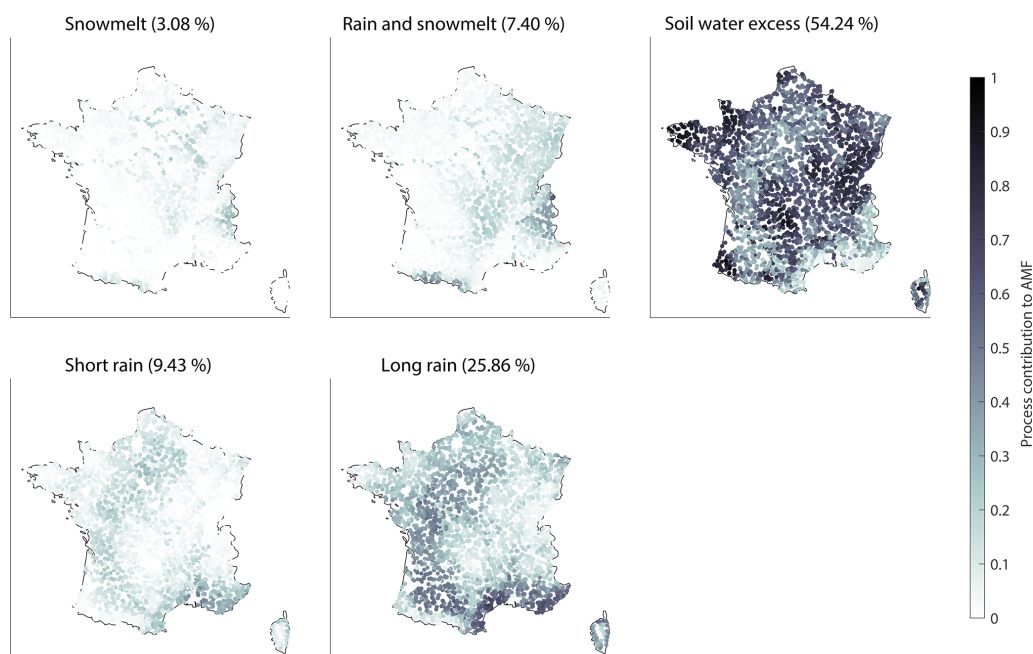 Snowmelt (3.08 %)
Rain and snowmelt (7.40 %)
Soil water excess (54.24 %)
Short rain (9.43 %)
Long rain (25.86 %)
1
0.9
0.8
0.7
0.6
0.5
0.4
0.3
0.2
0.1
0
Process contribution to AMF